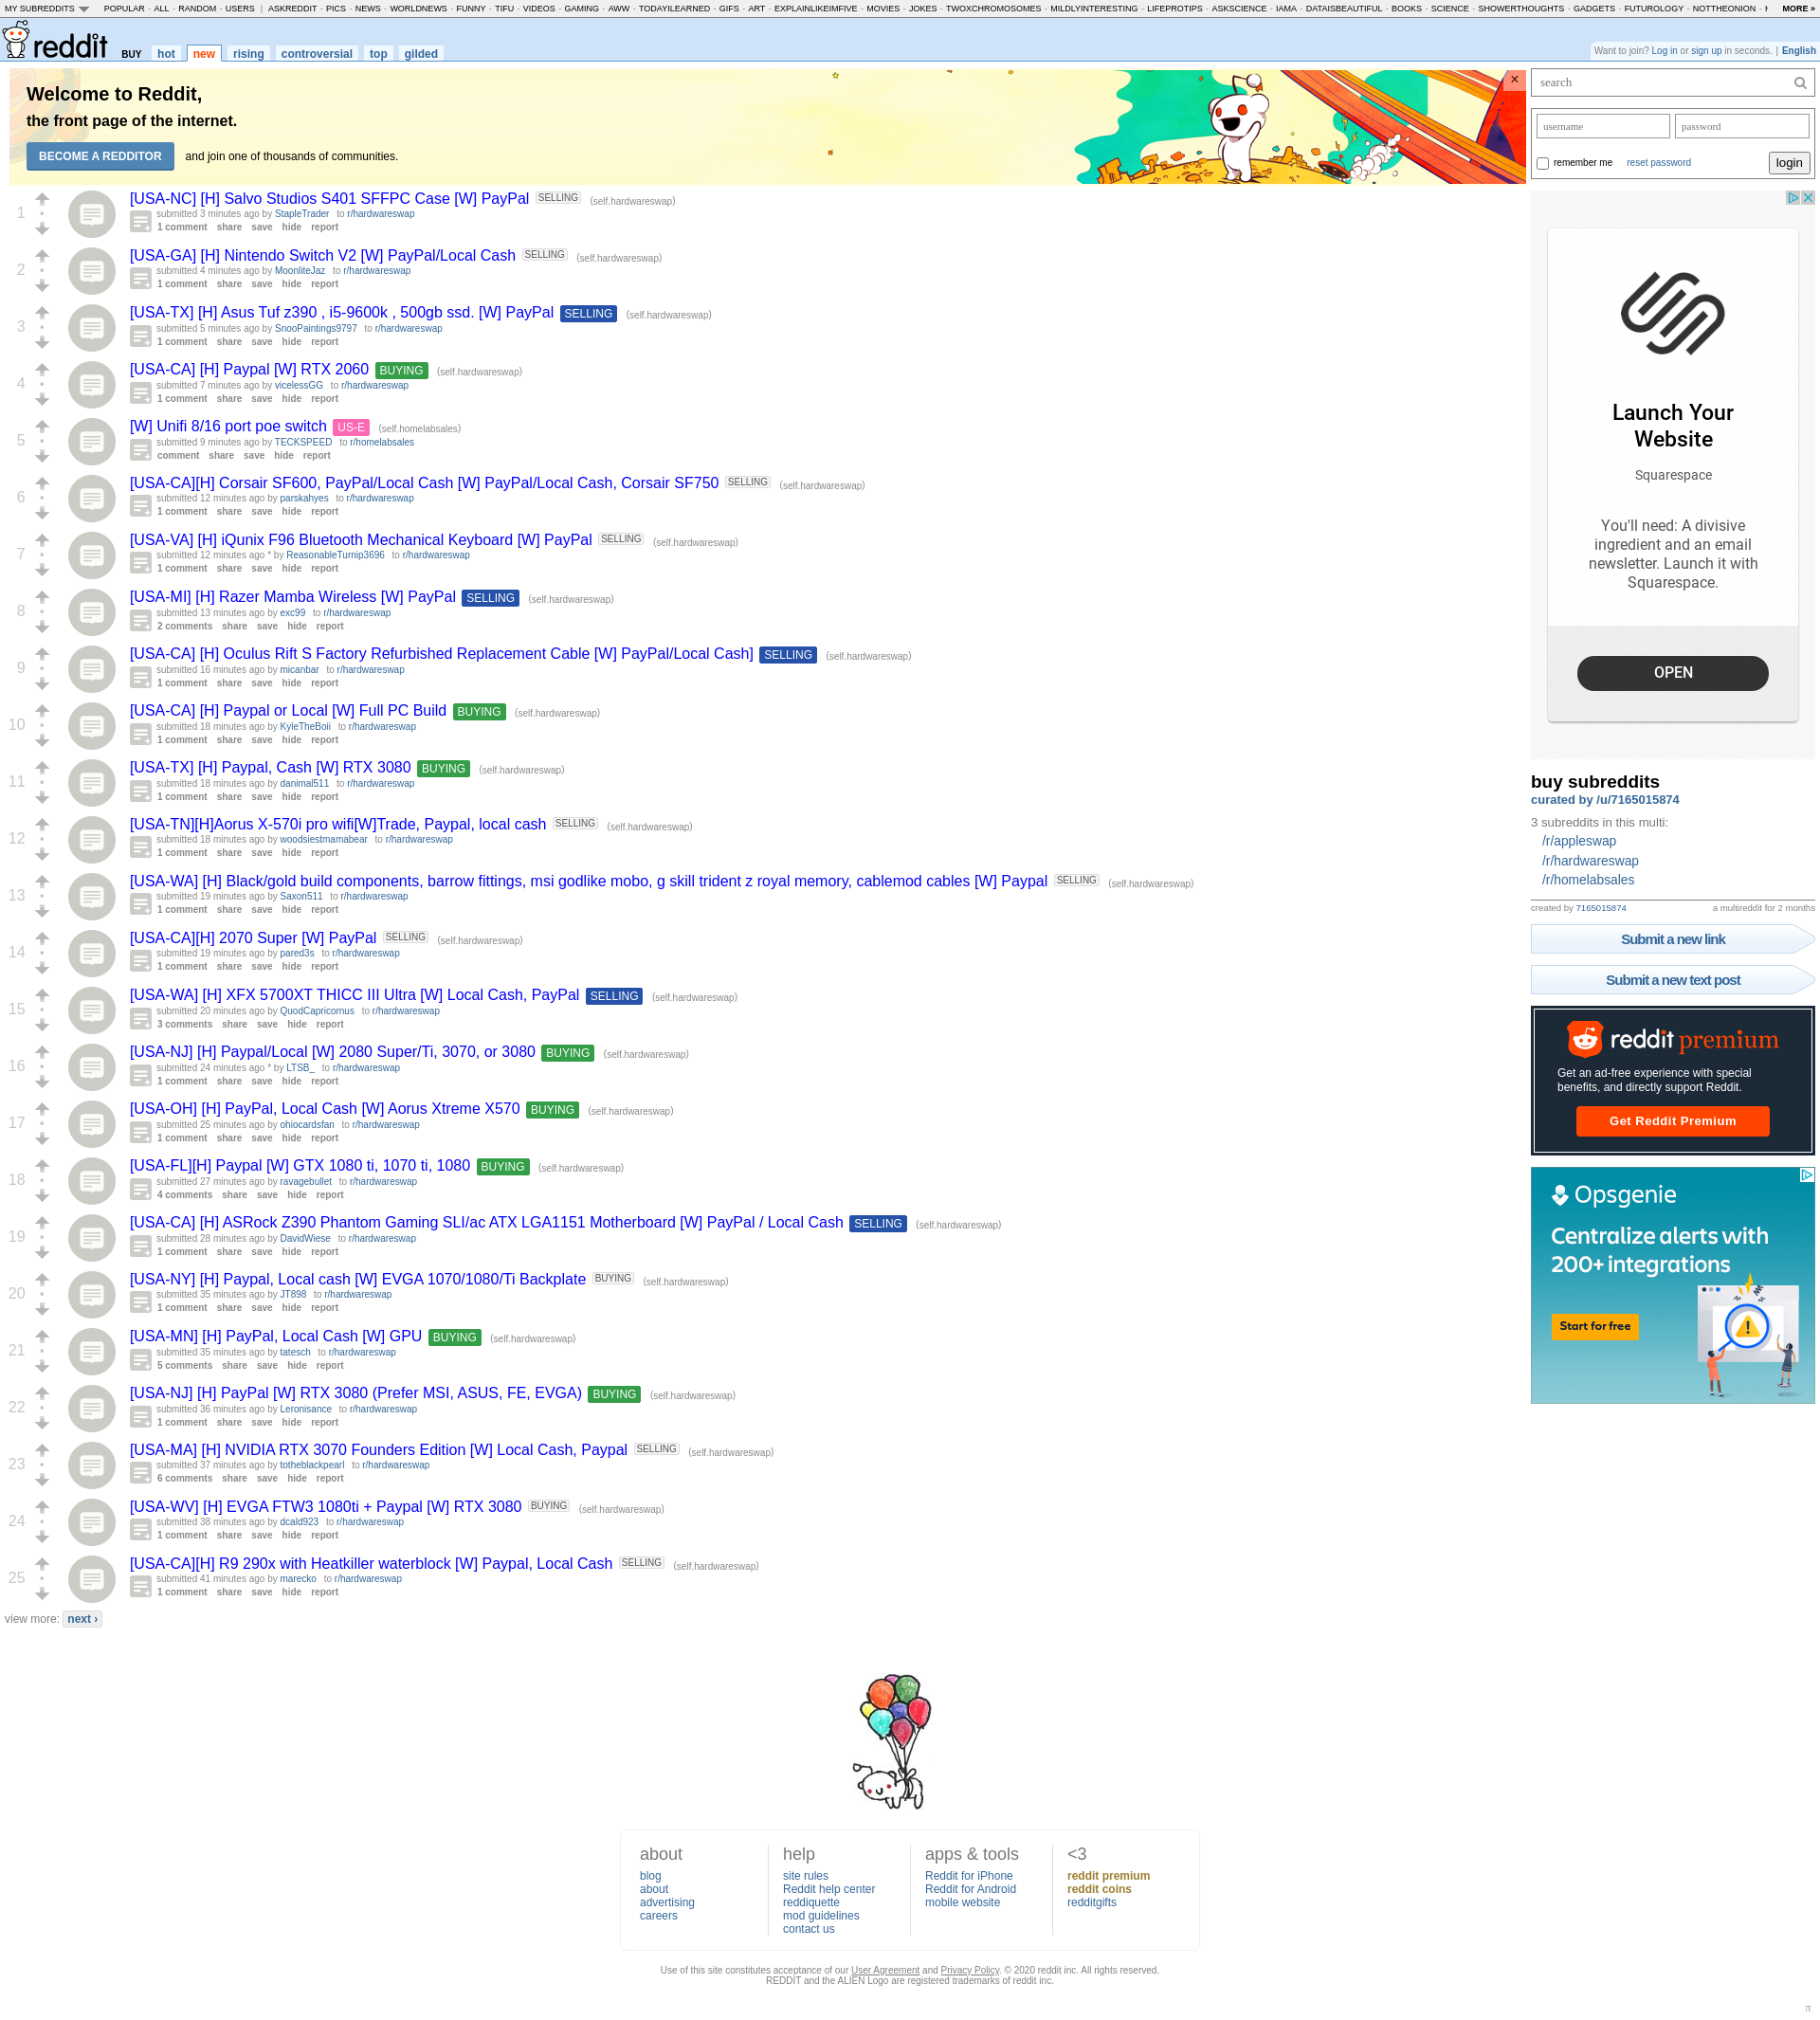 MY SUBREDDITS POPULAR - ALL - RANDOM - USERS | ASKREDDIT - PICS - NEWS - WORLDNEWS - FUNNY - TIFU - VIDEOS - GAMING - AWW - TODAYILEARNED - GIFS - ART - EXPLAINLIKEIMFIVE - MOVIES - JOKES - TWOXCHROMOSOMES - MILDLYINTERESTING - LIFEPROTIPS - ASKSCIENCE - IAMA - DATAISBEAUTIFUL - BOOKS - SCIENCE - SHOWERTHOUGHTS - GADGETS - FUTUROLOGY - NOTTHEONION - MORE »
reddit BUY hot new rising controversial top gilded
Want to join? Log in or sign up in seconds. | English
Welcome to Reddit,
the front page of the internet.
BECOME A REDDITOR and join one of thousands of communities.
×
1
[USA-NC] [H] Salvo Studios S401 SFFPC Case [W] PayPal SELLING (self.hardwareswap)
submitted 3 minutes ago by StapleTrader to r/hardwareswap
1 comment share save hide report
2
[USA-GA] [H] Nintendo Switch V2 [W] PayPal/Local Cash SELLING (self.hardwareswap)
submitted 4 minutes ago by MoonliteJaz to r/hardwareswap
1 comment share save hide report
3
[USA-TX] [H] Asus Tuf z390 , i5-9600k , 500gb ssd. [W] PayPal SELLING (self.hardwareswap)
submitted 5 minutes ago by SnooPaintings9797 to r/hardwareswap
1 comment share save hide report
4
[USA-CA] [H] Paypal [W] RTX 2060 BUYING (self.hardwareswap)
submitted 7 minutes ago by vicelessGG to r/hardwareswap
1 comment share save hide report
5
[W] Unifi 8/16 port poe switch US-E (self.homelabsales)
submitted 9 minutes ago by TECKSPEED to r/homelabsales
comment share save hide report
6
[USA-CA][H] Corsair SF600, PayPal/Local Cash [W] PayPal/Local Cash, Corsair SF750 SELLING (self.hardwareswap)
submitted 12 minutes ago by parskahyes to r/hardwareswap
1 comment share save hide report
7
[USA-VA] [H] iQunix F96 Bluetooth Mechanical Keyboard [W] PayPal SELLING (self.hardwareswap)
submitted 12 minutes ago * by ReasonableTurnip3696 to r/hardwareswap
1 comment share save hide report
8
[USA-MI] [H] Razer Mamba Wireless [W] PayPal SELLING (self.hardwareswap)
submitted 13 minutes ago by exc99 to r/hardwareswap
2 comments share save hide report
9
[USA-CA] [H] Oculus Rift S Factory Refurbished Replacement Cable [W] PayPal/Local Cash] SELLING (self.hardwareswap)
submitted 16 minutes ago by micanbar to r/hardwareswap
1 comment share save hide report
10
[USA-CA] [H] Paypal or Local [W] Full PC Build BUYING (self.hardwareswap)
submitted 18 minutes ago by KyleTheBoii to r/hardwareswap
1 comment share save hide report
11
[USA-TX] [H] Paypal, Cash [W] RTX 3080 BUYING (self.hardwareswap)
submitted 18 minutes ago by danimal511 to r/hardwareswap
1 comment share save hide report
12
[USA-TN][H]Aorus X-570i pro wifi[W]Trade, Paypal, local cash SELLING (self.hardwareswap)
submitted 18 minutes ago by woodsiestmamabear to r/hardwareswap
1 comment share save hide report
13
[USA-WA] [H] Black/gold build components, barrow fittings, msi godlike mobo, g skill trident z royal memory, cablemod cables [W] Paypal SELLING (self.hardwareswap)
submitted 19 minutes ago by Saxon511 to r/hardwareswap
1 comment share save hide report
14
[USA-CA][H] 2070 Super [W] PayPal SELLING (self.hardwareswap)
submitted 19 minutes ago by pared3s to r/hardwareswap
1 comment share save hide report
15
[USA-WA] [H] XFX 5700XT THICC III Ultra [W] Local Cash, PayPal SELLING (self.hardwareswap)
submitted 20 minutes ago by QuodCapricornus to r/hardwareswap
3 comments share save hide report
16
[USA-NJ] [H] Paypal/Local [W] 2080 Super/Ti, 3070, or 3080 BUYING (self.hardwareswap)
submitted 24 minutes ago * by LTSB_ to r/hardwareswap
1 comment share save hide report
17
[USA-OH] [H] PayPal, Local Cash [W] Aorus Xtreme X570 BUYING (self.hardwareswap)
submitted 25 minutes ago by ohiocardsfan to r/hardwareswap
1 comment share save hide report
18
[USA-FL][H] Paypal [W] GTX 1080 ti, 1070 ti, 1080 BUYING (self.hardwareswap)
submitted 27 minutes ago by ravagebullet to r/hardwareswap
4 comments share save hide report
19
[USA-CA] [H] ASRock Z390 Phantom Gaming SLI/ac ATX LGA1151 Motherboard [W] PayPal / Local Cash SELLING (self.hardwareswap)
submitted 28 minutes ago by DavidWiese to r/hardwareswap
1 comment share save hide report
20
[USA-NY] [H] Paypal, Local cash [W] EVGA 1070/1080/Ti Backplate BUYING (self.hardwareswap)
submitted 35 minutes ago by JT898 to r/hardwareswap
1 comment share save hide report
21
[USA-MN] [H] PayPal, Local Cash [W] GPU BUYING (self.hardwareswap)
submitted 35 minutes ago by tatesch to r/hardwareswap
5 comments share save hide report
22
[USA-NJ] [H] PayPal [W] RTX 3080 (Prefer MSI, ASUS, FE, EVGA) BUYING (self.hardwareswap)
submitted 36 minutes ago by Leronisance to r/hardwareswap
1 comment share save hide report
23
[USA-MA] [H] NVIDIA RTX 3070 Founders Edition [W] Local Cash, Paypal SELLING (self.hardwareswap)
submitted 37 minutes ago by totheblackpearl to r/hardwareswap
6 comments share save hide report
24
[USA-WV] [H] EVGA FTW3 1080ti + Paypal [W] RTX 3080 BUYING (self.hardwareswap)
submitted 38 minutes ago by dcald923 to r/hardwareswap
1 comment share save hide report
25
[USA-CA][H] R9 290x with Heatkiller waterblock [W] Paypal, Local Cash SELLING (self.hardwareswap)
submitted 41 minutes ago by marecko to r/hardwareswap
1 comment share save hide report
view more: next ›
search
username password
remember me reset password login
Launch Your
Website
Squarespace
You'll need: A divisive
ingredient and an email
newsletter. Launch it with
Squarespace.
OPEN
buy subreddits
curated by /u/7165015874
3 subreddits in this multi:
/r/appleswap
/r/hardwareswap
/r/homelabsales
created by 7165015874 a multireddit for 2 months
Submit a new link
Submit a new text post
reddit premium
Get an ad-free experience with special
benefits, and directly support Reddit.
Get Reddit Premium
Opsgenie
Centralize alerts with
200+ integrations
Start for free
about
blog
about
advertising
careers
help
site rules
Reddit help center
reddiquette
mod guidelines
contact us
apps & tools
Reddit for iPhone
Reddit for Android
mobile website
<3
reddit premium
reddit coins
redditgifts
Use of this site constitutes acceptance of our User Agreement and Privacy Policy. © 2020 reddit inc. All rights reserved.
REDDIT and the ALIEN Logo are registered trademarks of reddit inc.
π